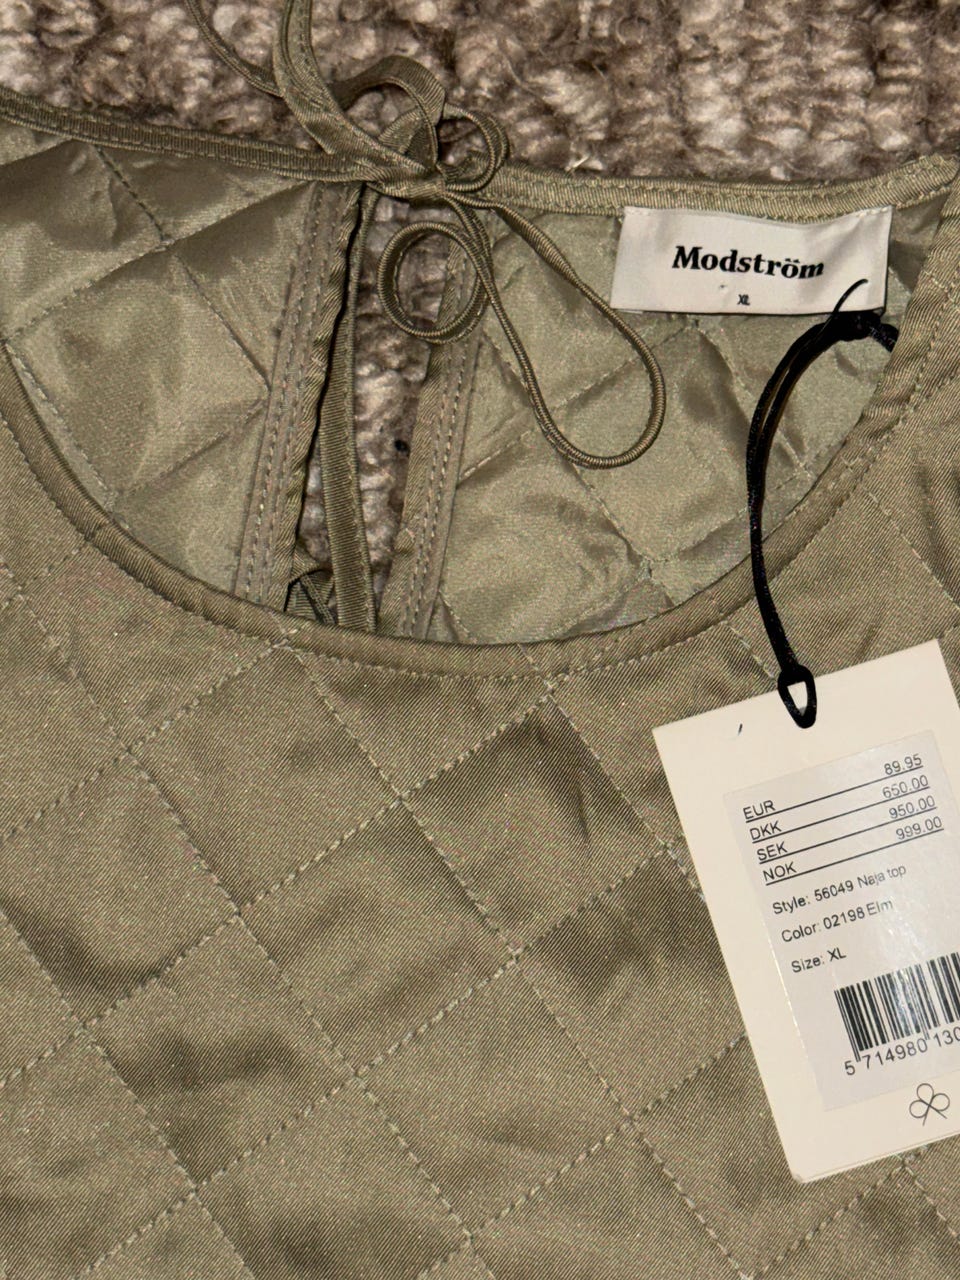 Modström
XL
EUR 89.95
DKK 650.00
SEK 950.00
NOK 999.00
Style: 56049 Naja top
Color: 02198 Elm
Size: XL
5 714980 130